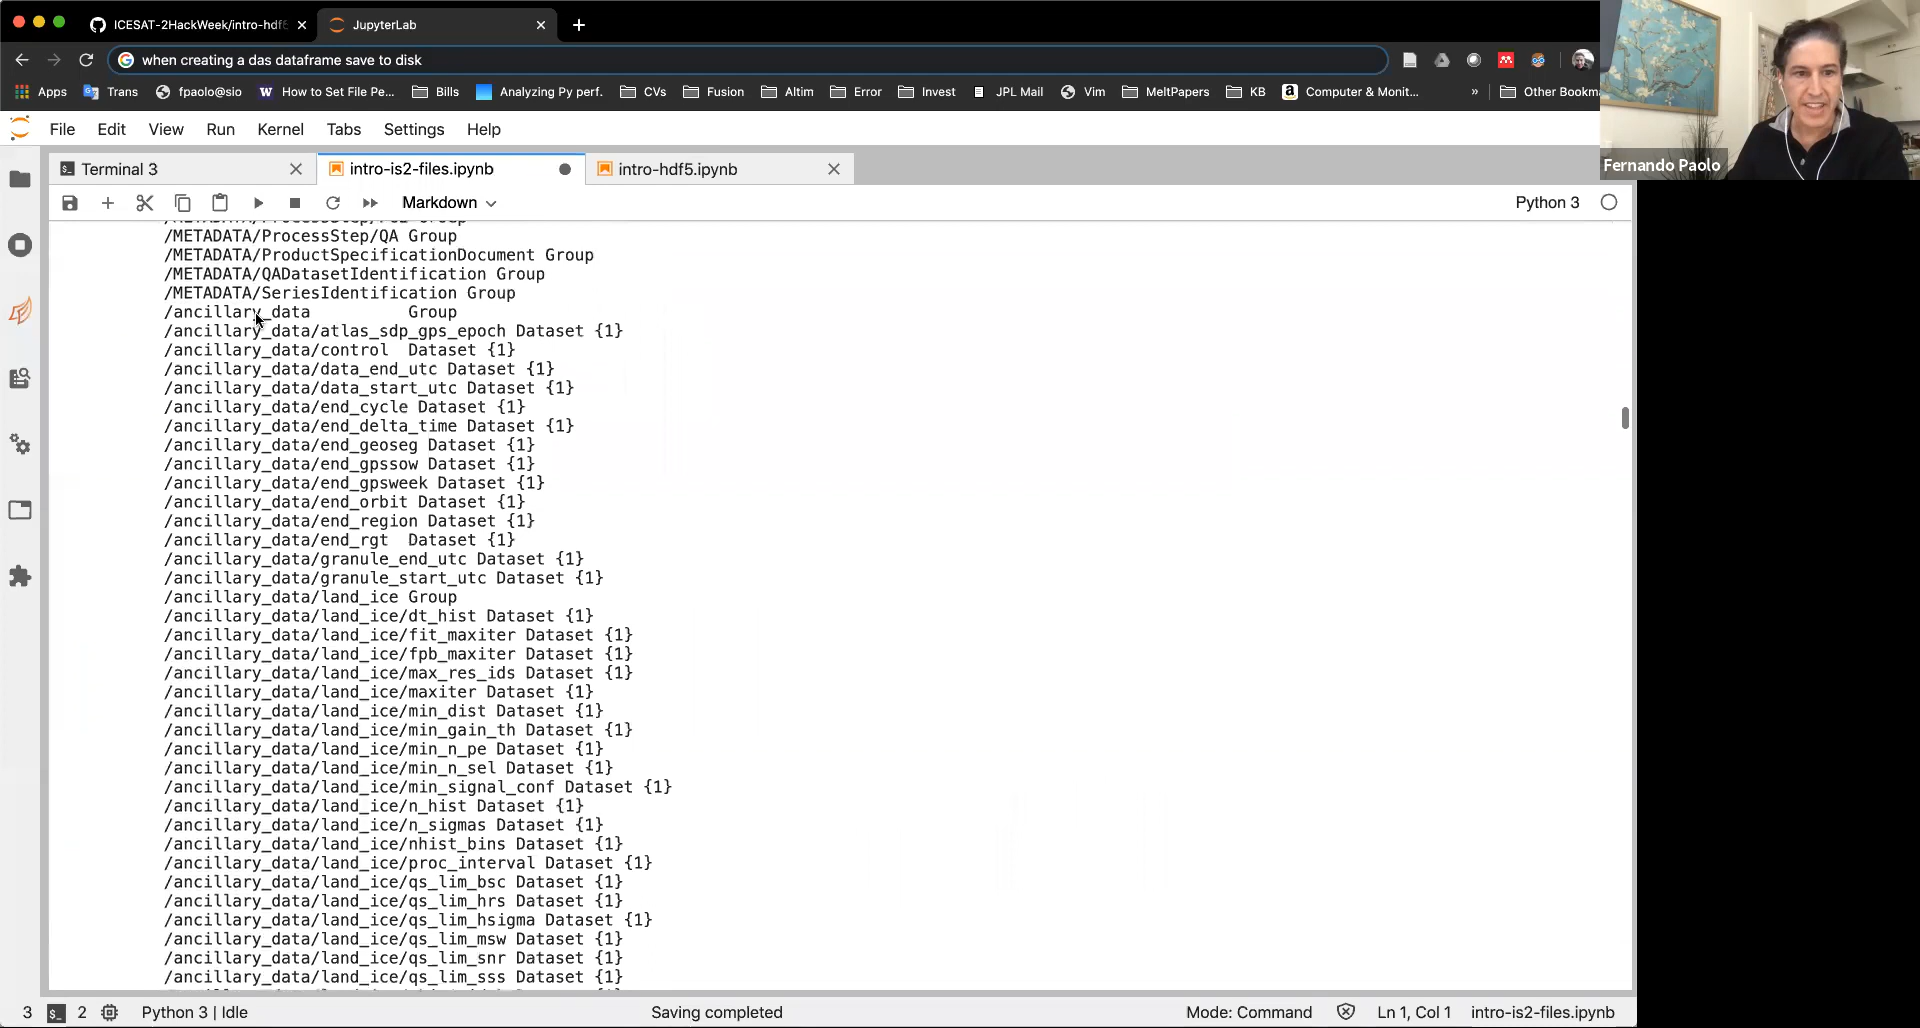 ICESAT-2HackWeek/intro-hdf5
JupyterLab
when creating a das dataframe save to disk
Apps
Trans
fpaolo@sio
How to Set File Pe...
Bills
Analyzing Py perf.
CVs
Fusion
Altim
Error
Invest
JPL Mail
Vim
MeltPapers
KB
Computer & Monit...
»
Other Bookma
File
Edit
View
Run
Kernel
Tabs
Settings
Help
Fernando Paolo
Terminal 3
intro-is2-files.ipynb
intro-hdf5.ipynb
Markdown
Python 3
/METADATA/ProcessStep/QA Group
/METADATA/ProductSpecificationDocument Group
/METADATA/QADatasetIdentification Group
/METADATA/SeriesIdentification Group
/ancillary_data          Group
/ancillary_data/atlas_sdp_gps_epoch Dataset {1}
/ancillary_data/control  Dataset {1}
/ancillary_data/data_end_utc Dataset {1}
/ancillary_data/data_start_utc Dataset {1}
/ancillary_data/end_cycle Dataset {1}
/ancillary_data/end_delta_time Dataset {1}
/ancillary_data/end_geoseg Dataset {1}
/ancillary_data/end_gpssow Dataset {1}
/ancillary_data/end_gpsweek Dataset {1}
/ancillary_data/end_orbit Dataset {1}
/ancillary_data/end_region Dataset {1}
/ancillary_data/end_rgt  Dataset {1}
/ancillary_data/granule_end_utc Dataset {1}
/ancillary_data/granule_start_utc Dataset {1}
/ancillary_data/land_ice Group
/ancillary_data/land_ice/dt_hist Dataset {1}
/ancillary_data/land_ice/fit_maxiter Dataset {1}
/ancillary_data/land_ice/fpb_maxiter Dataset {1}
/ancillary_data/land_ice/max_res_ids Dataset {1}
/ancillary_data/land_ice/maxiter Dataset {1}
/ancillary_data/land_ice/min_dist Dataset {1}
/ancillary_data/land_ice/min_gain_th Dataset {1}
/ancillary_data/land_ice/min_n_pe Dataset {1}
/ancillary_data/land_ice/min_n_sel Dataset {1}
/ancillary_data/land_ice/min_signal_conf Dataset {1}
/ancillary_data/land_ice/n_hist Dataset {1}
/ancillary_data/land_ice/n_sigmas Dataset {1}
/ancillary_data/land_ice/nhist_bins Dataset {1}
/ancillary_data/land_ice/proc_interval Dataset {1}
/ancillary_data/land_ice/qs_lim_bsc Dataset {1}
/ancillary_data/land_ice/qs_lim_hrs Dataset {1}
/ancillary_data/land_ice/qs_lim_hsigma Dataset {1}
/ancillary_data/land_ice/qs_lim_msw Dataset {1}
/ancillary_data/land_ice/qs_lim_snr Dataset {1}
/ancillary_data/land_ice/qs_lim_sss Dataset {1}
3
2
Python 3 | Idle
Saving completed
Mode: Command
Ln 1, Col 1
intro-is2-files.ipynb